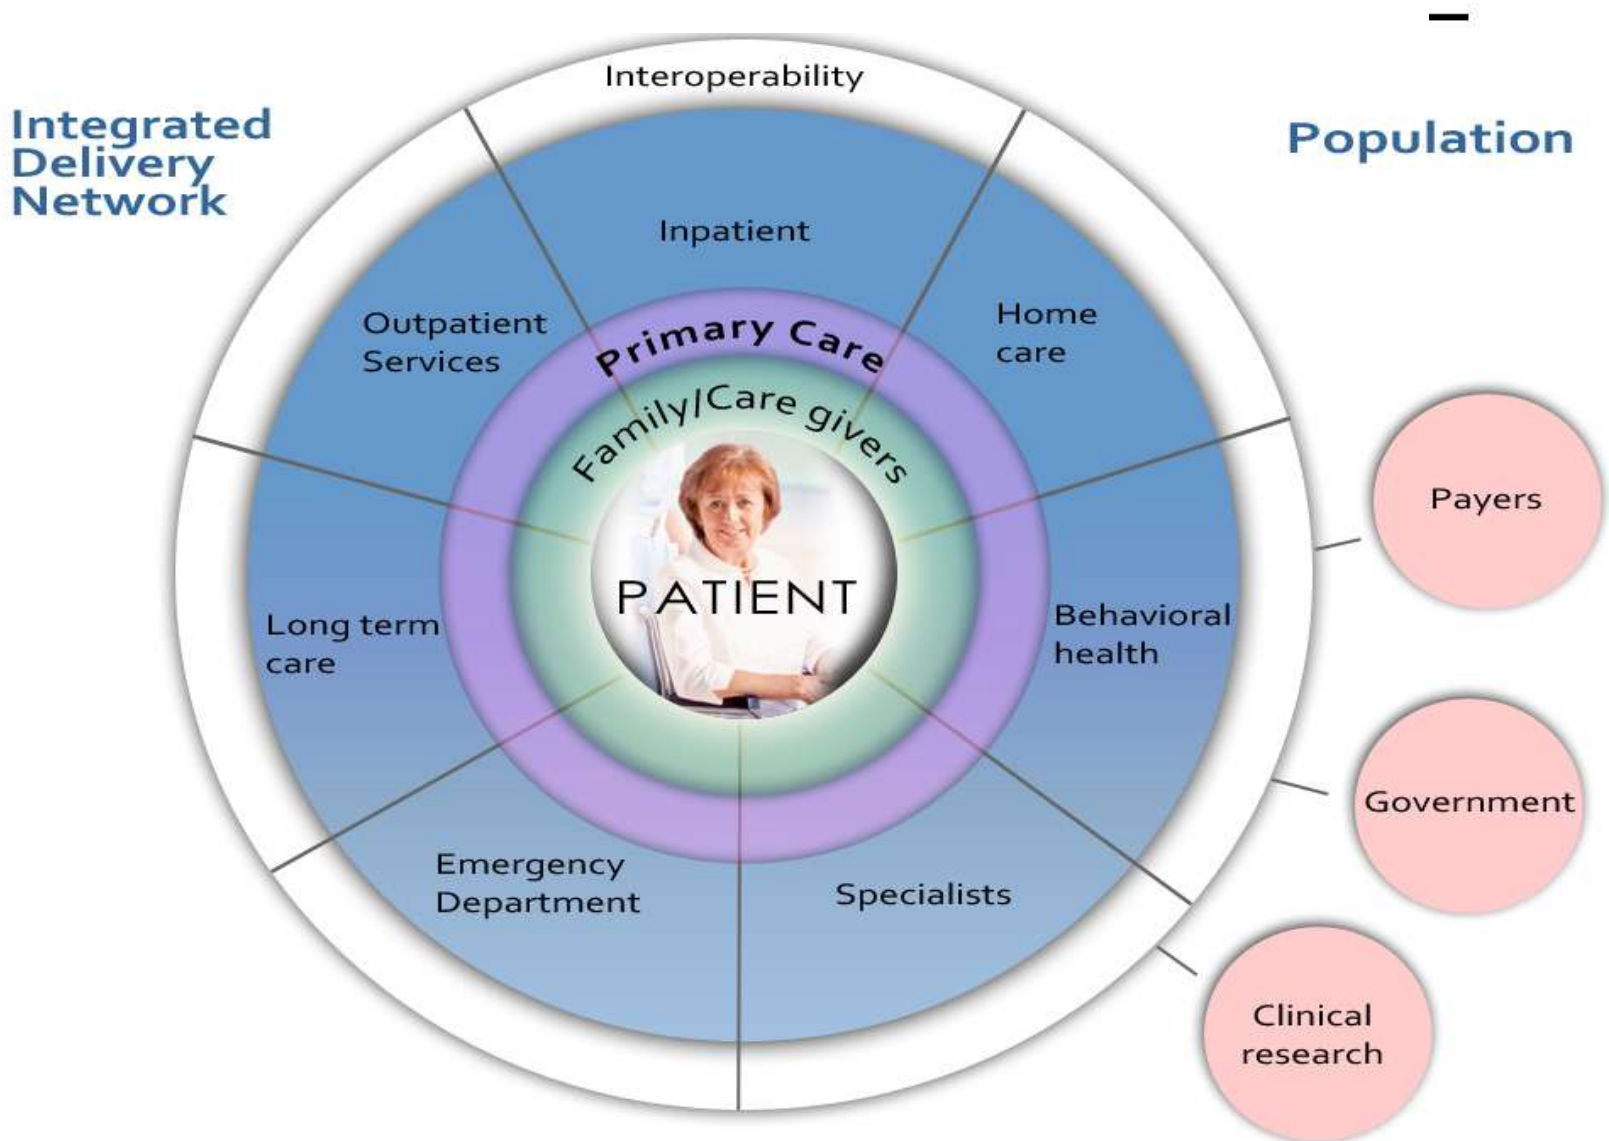 Interoperability
Integrated
Delivery
Network
Population
Inpatient
Outpatient
Services
Home
care
Primary Care
Family/Care givers
PATIENT
Payers
Long term
care
Behavioral
health
Government
Emergency
Department
Specialists
Clinical
research